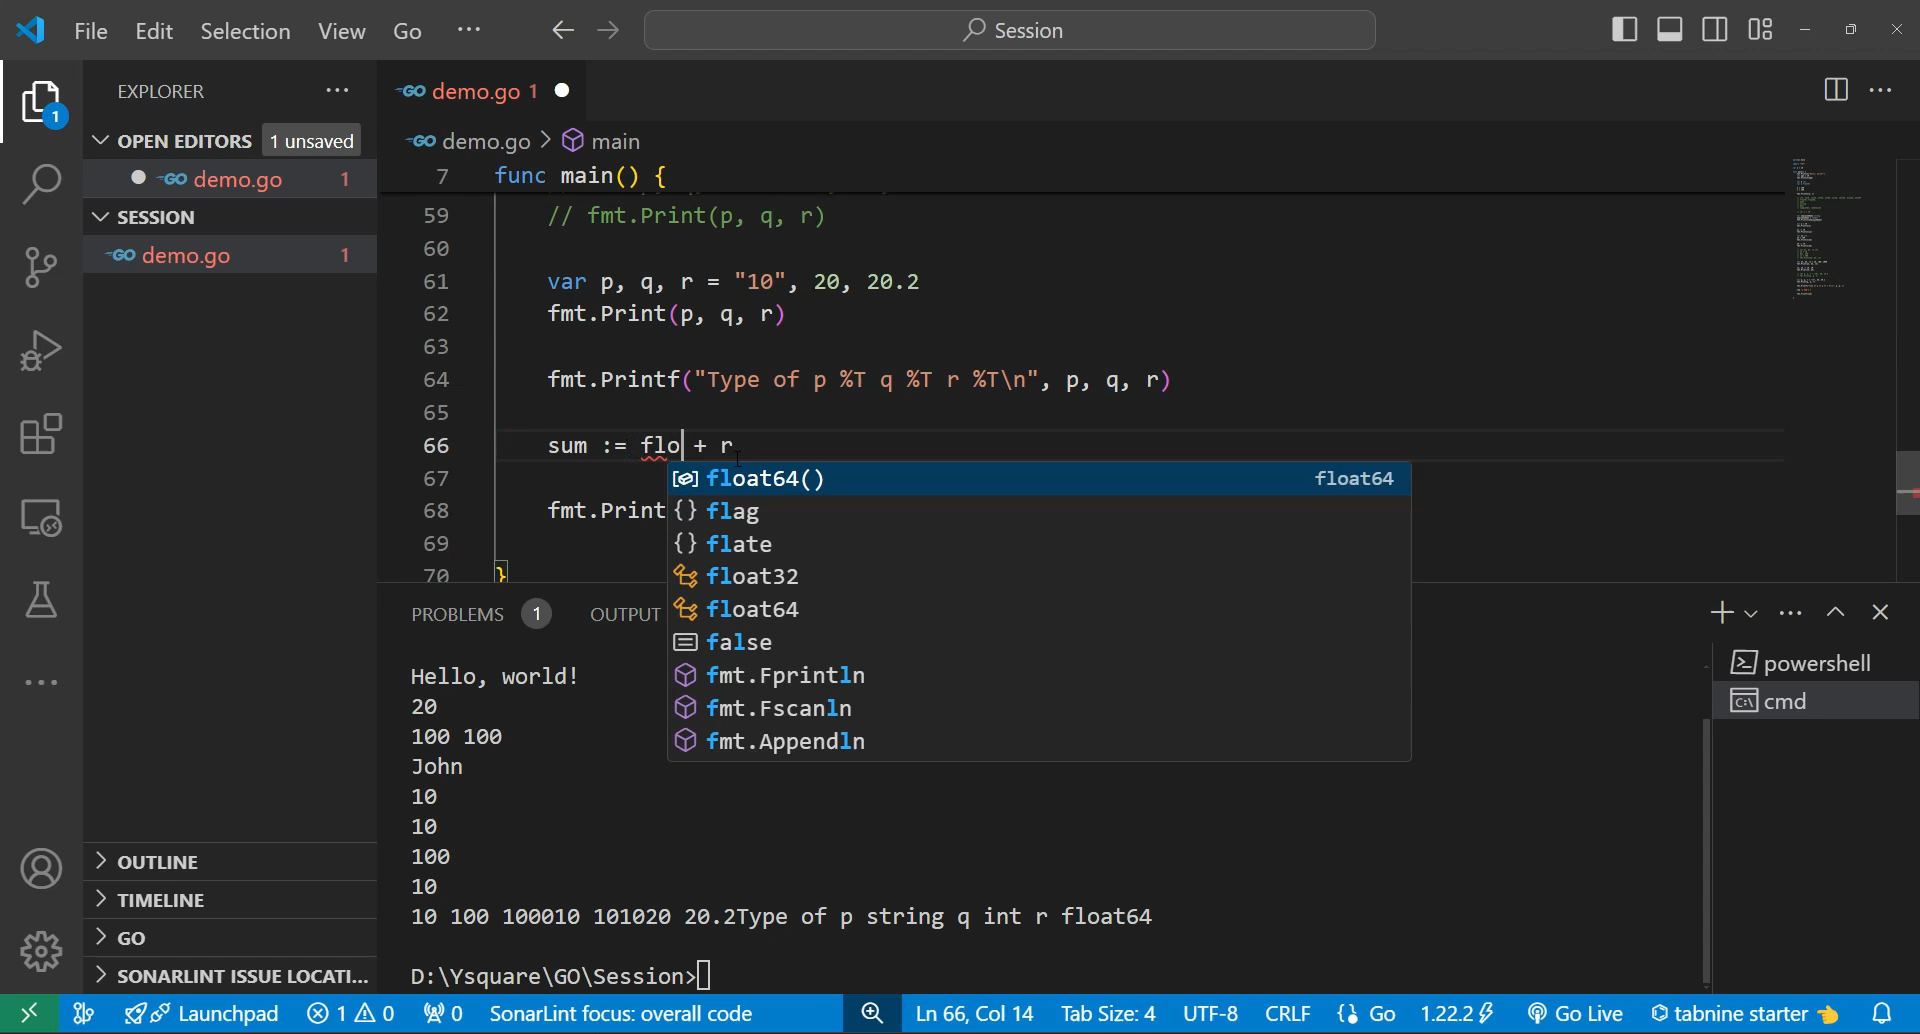 File Edit Selection View Go ··· Session
EXPLORER ···
OPEN EDITORS 1 unsaved
demo.go 1
SESSION
demo.go 1
OUTLINE
TIMELINE
GO
SONARLINT ISSUE LOCATI...
demo.go 1
demo.go > main
7 func main() {
59 // fmt.Print(p, q, r)
60
61 var p, q, r = "10", 20, 20.2
62 fmt.Print(p, q, r)
63
64 fmt.Printf("Type of p %T q %T r %T\n", p, q, r)
65
66 sum := flo + r
67
68 fmt.Print
69
70 }
float64() float64
flag
flate
float32
float64
false
fmt.Fprintln
fmt.Fscanln
fmt.Appendln
PROBLEMS 1 OUTPUT
Hello, world!
20
100 100
John
10
10
100
10
10 100 100010 101020 20.2Type of p string q int r float64
D:\Ysquare\GO\Session>
powershell
cmd
1
Launchpad 1 0 0 SonarLint focus: overall code Ln 66, Col 14 Tab Size: 4 UTF-8 CRLF Go 1.22.2 Go Live tabnine starter